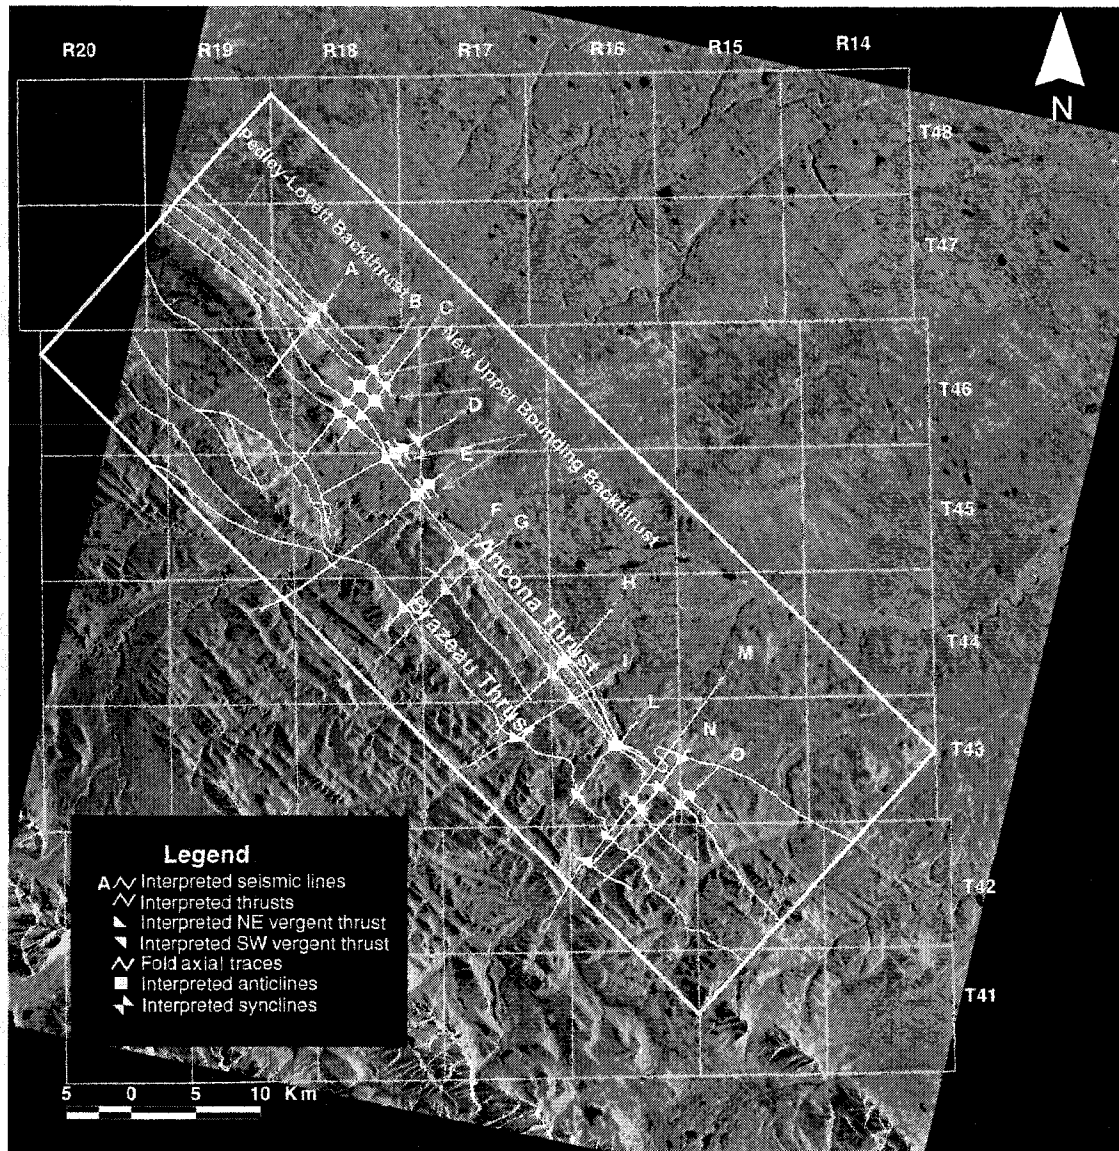 R20 R19 R18 R17 R16 R15 R14
N
T48
Pedley-Lovett Backthrust
T47
A
B
C
New Upper Bounding Backthrust
T46
D
E
T45
F G
Ancona Thrust
H
Brazeau Thrust
T44
I
M
L
N
O
T43
Legend
A Interpreted seismic lines
Interpreted thrusts
Interpreted NE vergent thrust
Interpreted SW vergent thrust
Fold axial traces
Interpreted anticlines
Interpreted synclines
T42
T41
5 0 5 10 Km